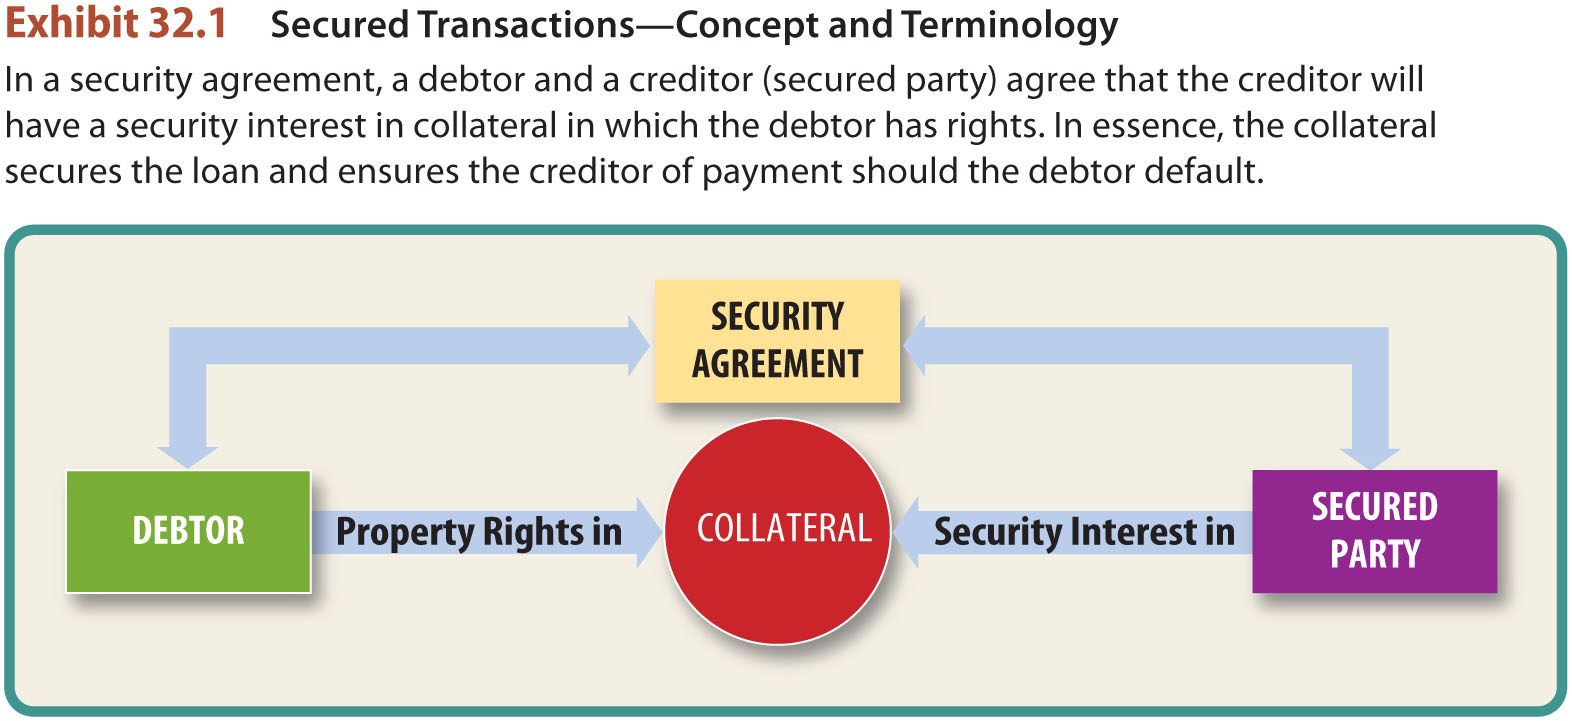 Exhibit 32.1 Secured Transactions—Concept and Terminology
In a security agreement, a debtor and a creditor (secured party) agree that the creditor will
have a security interest in collateral in which the debtor has rights. In essence, the collateral
secures the loan and ensures the creditor of payment should the debtor default.
SECURITY
AGREEMENT
DEBTOR
Property Rights in
COLLATERAL
Security Interest in
SECURED
PARTY